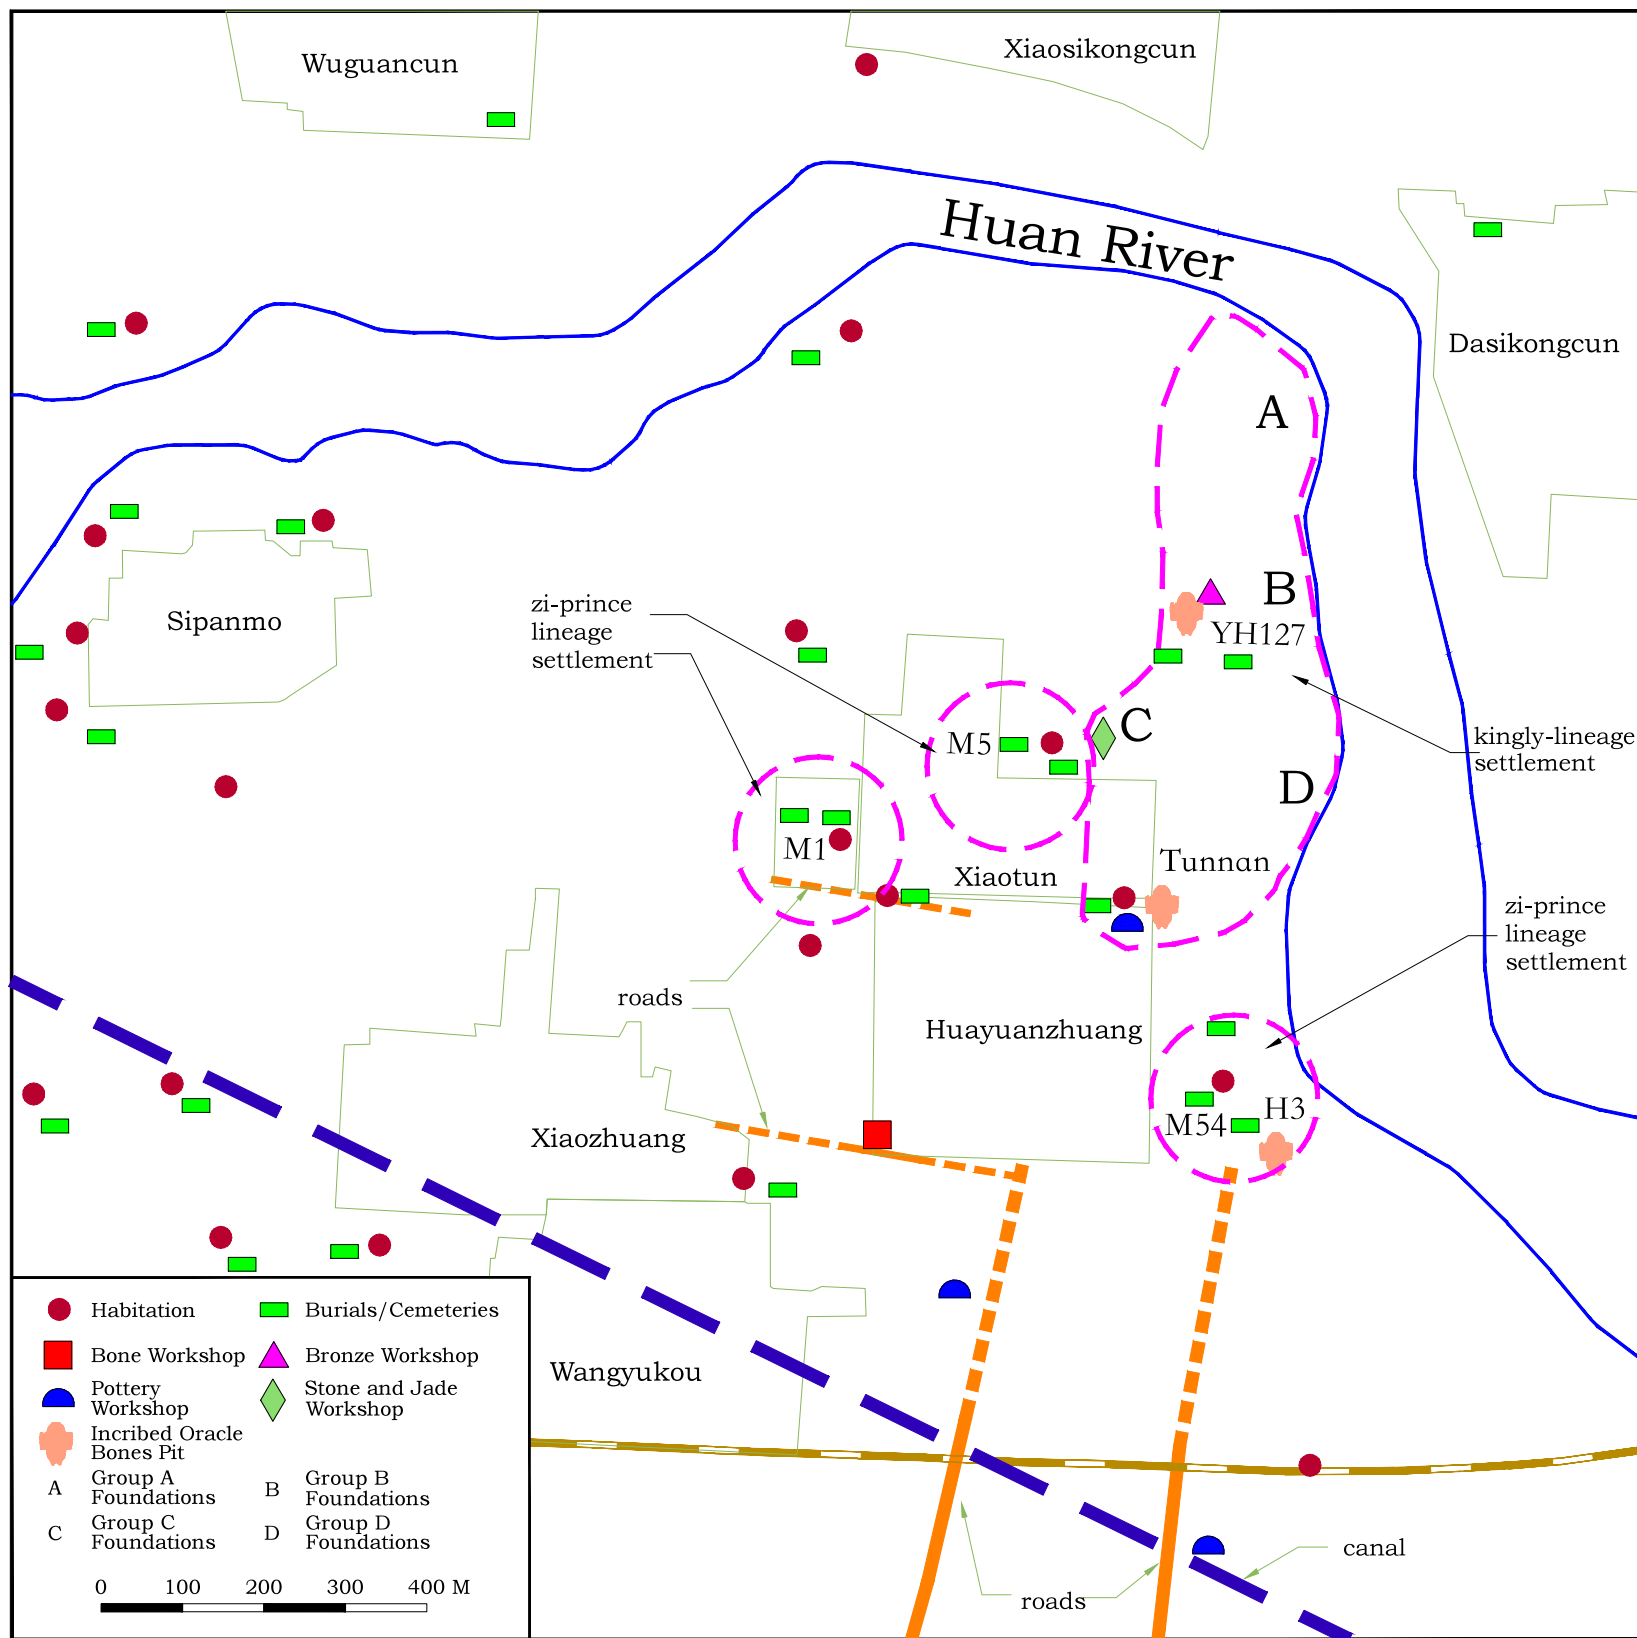 Wuguancun
Xiaosikongcun
Huan River
Dasikongcun
A
Sipanmo
zi-prince
lineage
settlement
B
YH127
C
M5
kingly-lineage
settlement
D
M1
Xiaotun
Tunnan
zi-prince
lineage
settlement
roads
Huayuanzhuang
Xiaozhuang
M54
H3
Wangyukou
canal
roads
Habitation
Burials/Cemeteries
Bone Workshop
Bronze Workshop
Pottery
Workshop
Stone and Jade
Workshop
Incribed Oracle
Bones Pit
A
Group A
Foundations
B
Group B
Foundations
C
Group C
Foundations
D
Group D
Foundations
0 100 200 300 400 M